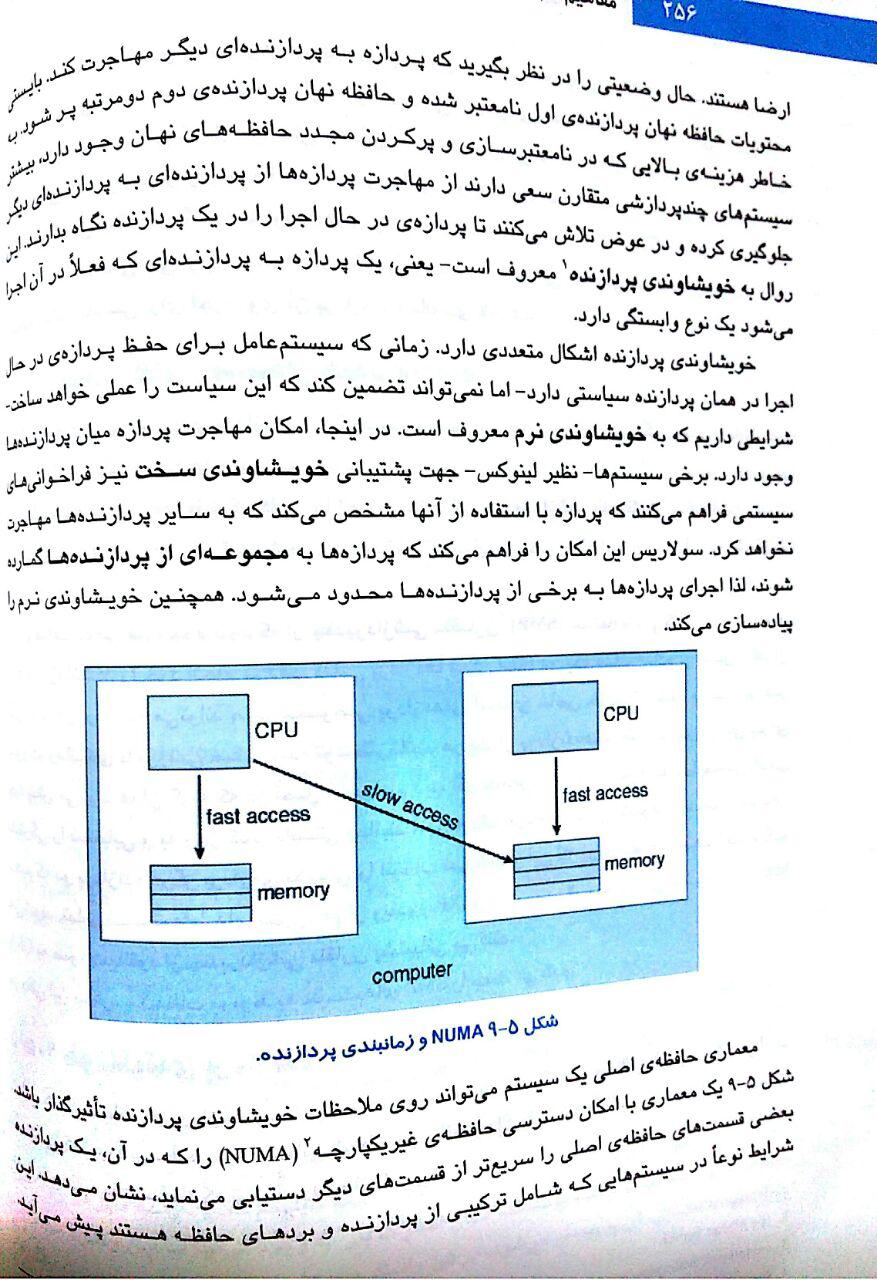 ۲۵۶
ارضا هستند. حال وضعیتی را در نظر بگیرید که پردازه به پردازنده‌ای دیگر مهاجرت کند. بایستی
محتویات حافظه نهان پردازنده‌ی اول نامعتبر شده و حافظه نهان پردازنده‌ی دوم دومرتبه پر شود. به
خاطر هزینه‌ی بالایی که در نامعتبرسازی و پرکردن مجدد حافظه‌های نهان وجود دارد، بیشتر
سیستم‌های چندپردازشی متقارن سعی دارند از مهاجرت پردازه‌ها از پردازنده‌ای به پردازنده‌ای دیگر
جلوگیری کرده و در عوض تلاش می‌کنند تا پردازه‌ی در حال اجرا را در یک پردازنده نگاه بدارند. این
روال به خویشاوندی پردازنده۱ معروف است- یعنی، یک پردازه به پردازنده‌ای که فعلاً در آن اجرا
می‌شود یک نوع وابستگی دارد.
خویشاوندی پردازنده اشکال متعددی دارد. زمانی که سیستم‌عامل برای حفظ پردازه‌ی در حال
اجرا در همان پردازنده سیاستی دارد- اما نمی‌تواند تضمین کند که این سیاست را عملی خواهد ساخت-
شرایطی داریم که به خویشاوندی نرم معروف است. در اینجا، امکان مهاجرت پردازه میان پردازنده‌ها
وجود دارد. برخی سیستم‌ها- نظیر لینوکس- جهت پشتیبانی خویشاوندی سخت نیز فراخوانی‌های
سیستمی فراهم می‌کنند که پردازه با استفاده از آنها مشخص می‌کند که به سایر پردازنده‌ها مهاجرت
نخواهد کرد. سولاریس این امکان را فراهم می‌کند که پردازه‌ها به مجموعه‌ای از پردازنده‌ها گمارده
شوند، لذا اجرای پردازه‌ها به برخی از پردازنده‌ها محدود می‌شود. همچنین خویشاوندی نرم را
پیاده‌سازی می‌کند.
CPU
CPU
fast access
slow access
fast access
memory
memory
computer
شکل ۵-۹ NUMA و زمانبندی پردازنده.
معماری حافظه‌ی اصلی یک سیستم می‌تواند روی ملاحظات خویشاوندی پردازنده تأثیرگذار باشد.
شکل ۵-۹ یک معماری با امکان دسترسی حافظه‌ی غیریکپارچه۲ (NUMA) را که در آن، یک پردازنده
بعضی قسمت‌های حافظه‌ی اصلی را سریع‌تر از قسمت‌های دیگر دستیابی می‌نماید، نشان می‌دهد. این
شرایط نوعاً در سیستم‌هایی که شامل ترکیبی از پردازنده و بردهای حافظه هستند پیش می‌آید.